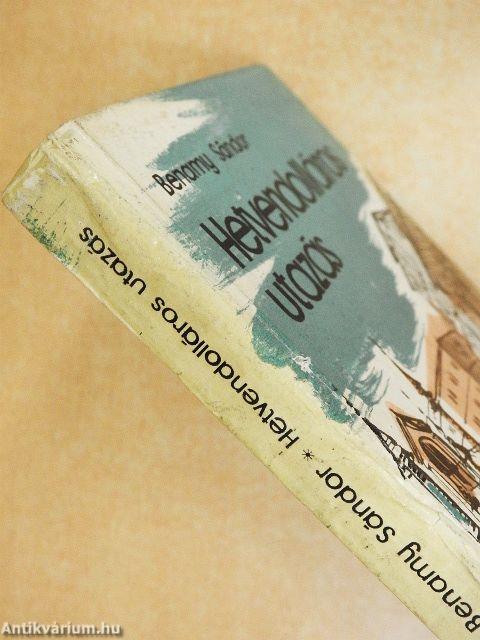 Benamy Sándor
Hetvendolláros
utazás
Benamy Sándor * Hetvendolláros utazás
Antikvárium.hu